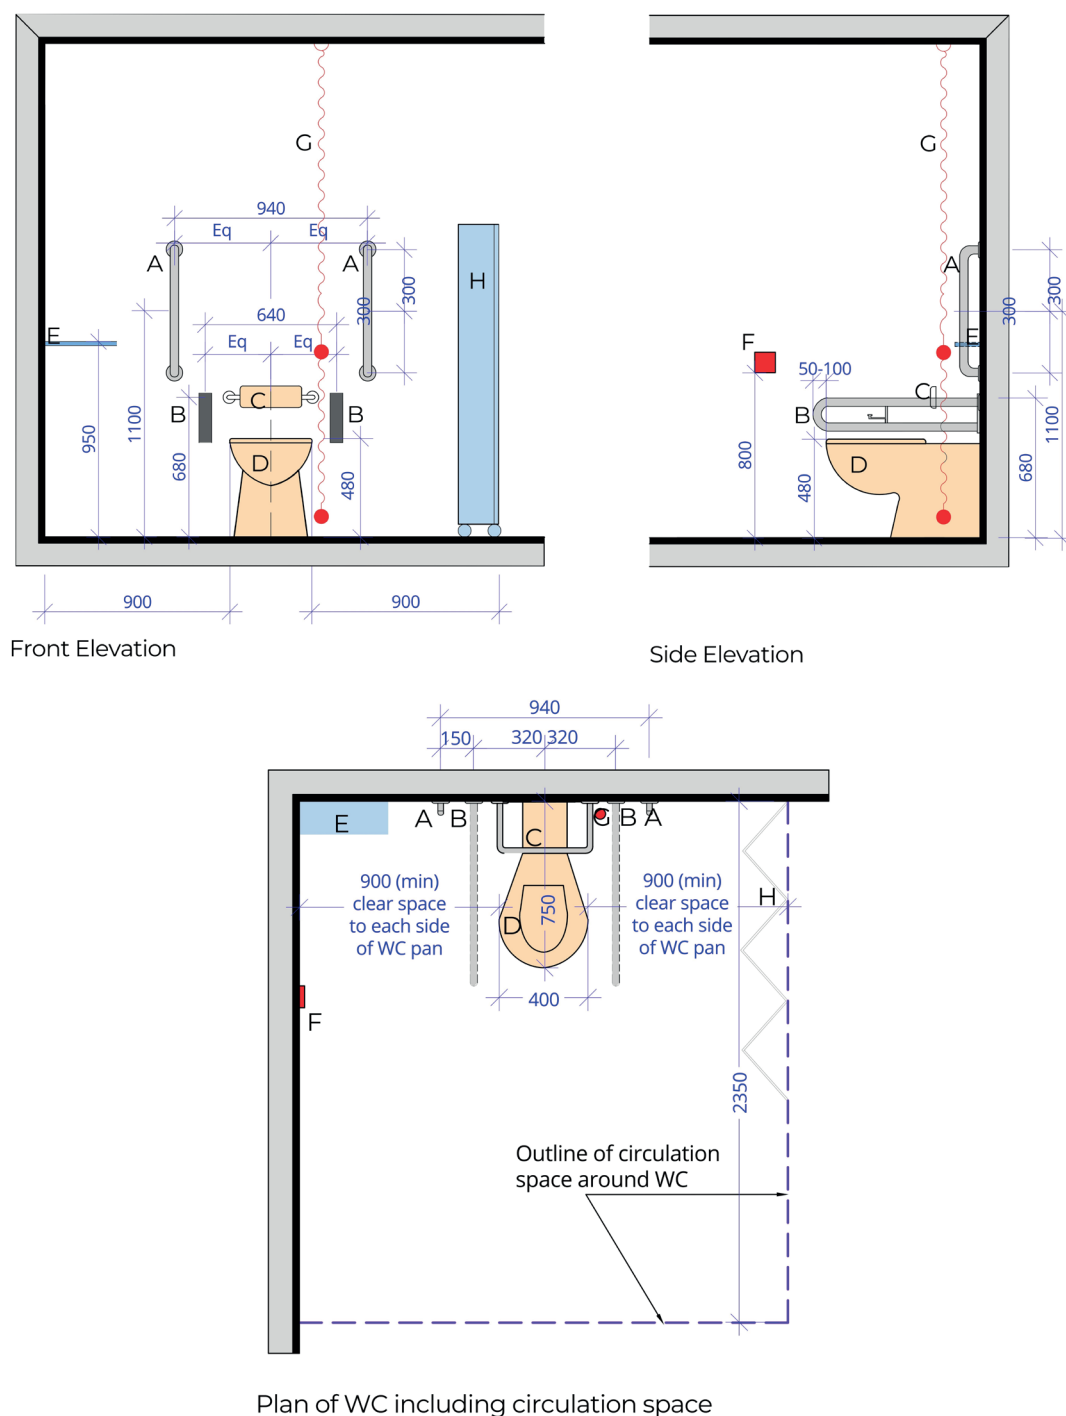 G
940
Eq
Eq
A
A
H
300
300
640
E
Eq
Eq
C
B
B
1100
950
680
D
480
900
900
Front Elevation
G
A
300
300
F
E
50-100
C
B
800
D
480
680
1100
Side Elevation
940
150
320
320
E
A
B
C
G
B
A
900 (min)
clear space
to each side
of WC pan
D
750
900 (min)
clear space
to each side
of WC pan
H
400
F
2350
Outline of circulation
space around WC
Plan of WC including circulation space